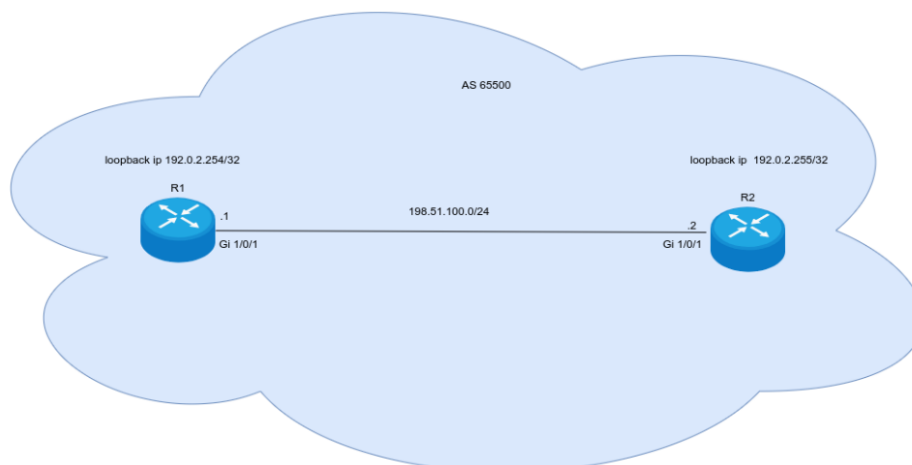 AS 65500
loopback ip 192.0.2.254/32
loopback ip  192.0.2.255/32
R1
R2
.1
198.51.100.0/24
.2
Gi 1/0/1
Gi 1/0/1